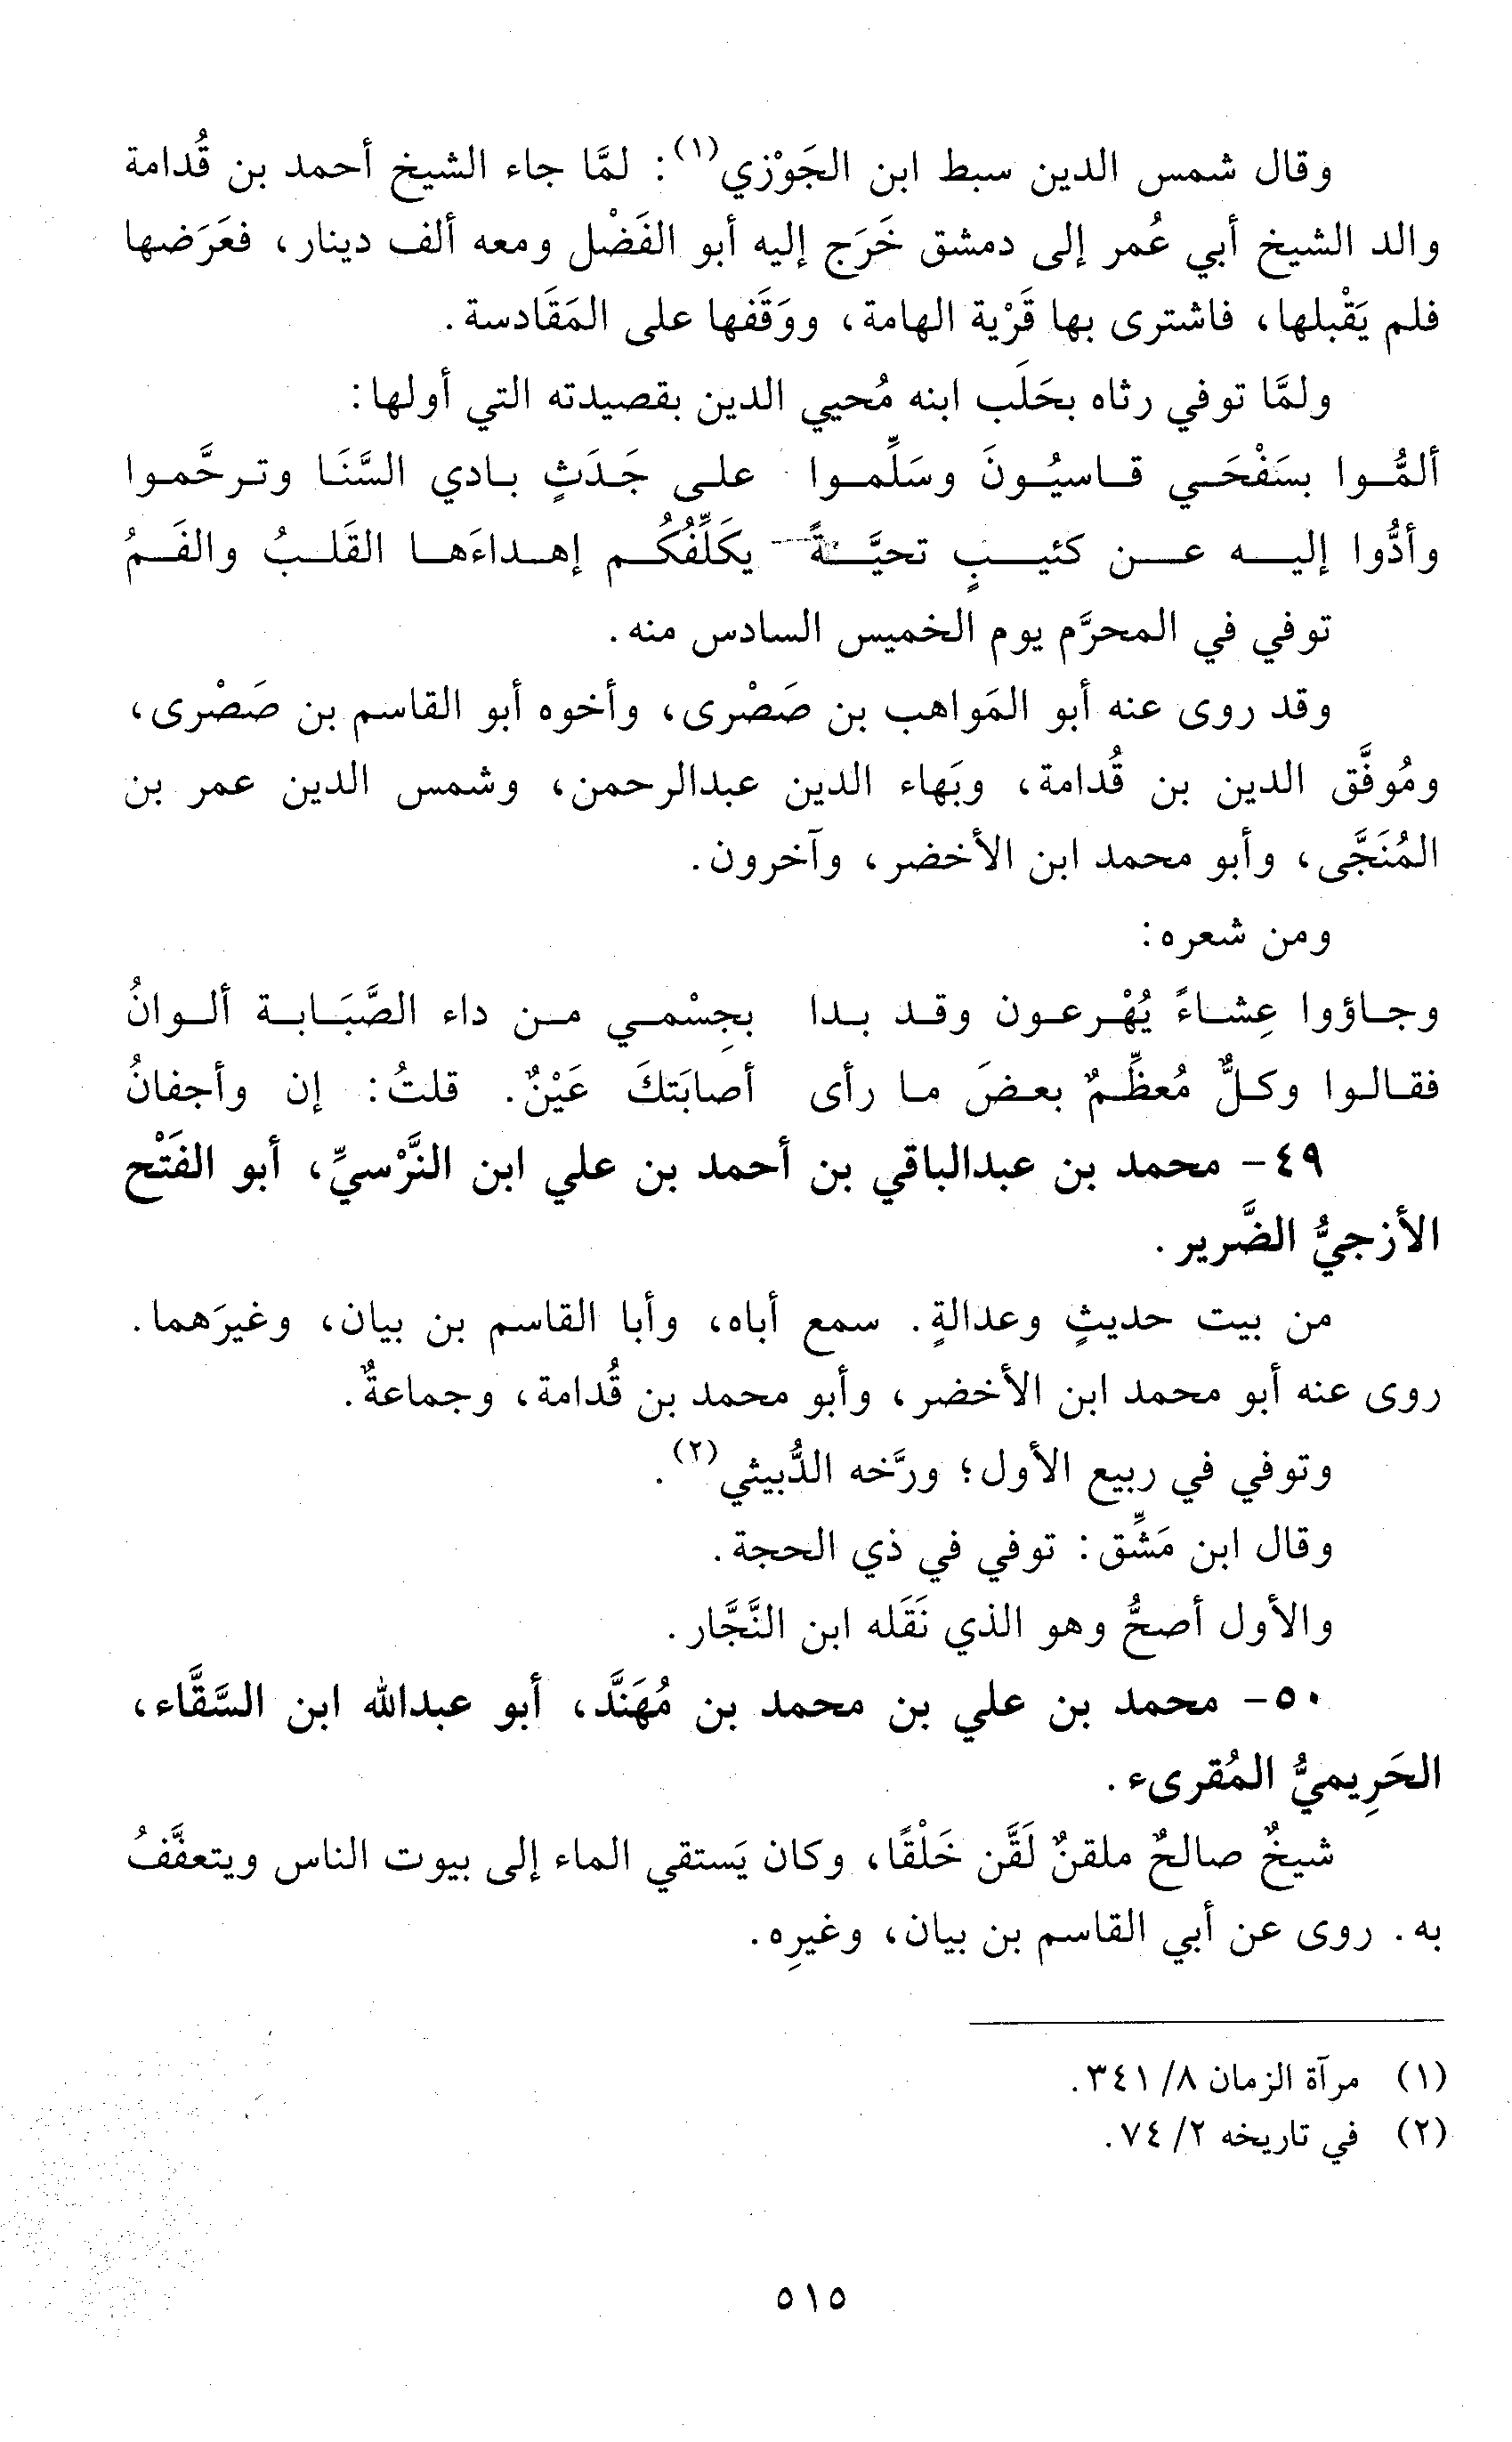 وقال شمس الدين سبط ابن الجَوْزي(١): لمَّا جاء الشيخ أحمد بن قُدامة
والد الشيخ أبي عُمر إلى دمشق خَرَج إليه أبو الفَضْل ومعه ألف دينار، فعَرَضها
فلم يَقْبلها، فاشترى بها قَرْية الهامة، ووَقَفها على المَقَادسة.
ولمَّا توفي رثاه بحَلَب ابنه مُحيي الدين بقصيدته التي أولها:
ألمُّوا بسَفْحَي قاسيُونَ وسَلِّموا على جَدَثٍ بادي السَّنَا وترحَّموا
وأدُّوا إليه عن كئيبٍ تحيَّةً يكَلِّفُكُم إهداءَها القَلبُ والفَمُ
توفي في المحرَّم يوم الخميس السادس منه.
وقد روى عنه أبو المَواهب بن صَصْرى، وأخوه أبو القاسم بن صَصْرى،
ومُوفَّق الدين بن قُدامة، وبَهاء الدين عبدالرحمن، وشمس الدين عمر بن
المُنَجَّى، وأبو محمد ابن الأخضر، وآخرون.
ومن شعره:
وجاؤوا عِشاءً يُهْرعون وقد بدا بجِسْمي من داء الصَّبَابة ألوانُ
فقالوا وكلٌّ مُعظِّمٌ بعضَ ما رأى أصابَتكَ عَيْنٌ. قلتُ: إن وأجفانُ
٤٩- محمد بن عبدالباقي بن أحمد بن علي ابن النَّرْسيِّ، أبو الفَتْح
الأزجيُّ الضَّرير.
من بيت حديثٍ وعدالةٍ. سمع أباه، وأبا القاسم بن بيان، وغيرَهما.
روى عنه أبو محمد ابن الأخضر، وأبو محمد بن قُدامة، وجماعةٌ.
وتوفي في ربيع الأول؛ ورَّخه الدُّبيثي(٢).
وقال ابن مَشِّق: توفي في ذي الحجة.
والأول أصحُّ وهو الذي نَقَله ابن النَّجَّار.
٥٠- محمد بن علي بن محمد بن مُهَنَّد، أبو عبدالله ابن السَّقَّاء،
الحَرِيميُّ المُقرىء.
شيخٌ صالحٌ ملقنٌ لَقَّن خَلْقًا، وكان يَستقي الماء إلى بيوت الناس ويتعفَّفُ
به. روى عن أبي القاسم بن بيان، وغيرِه.
(١) مرآة الزمان ٨/ ٣٤١.
(٢) في تاريخه ٢/ ٧٤.
٥١٥